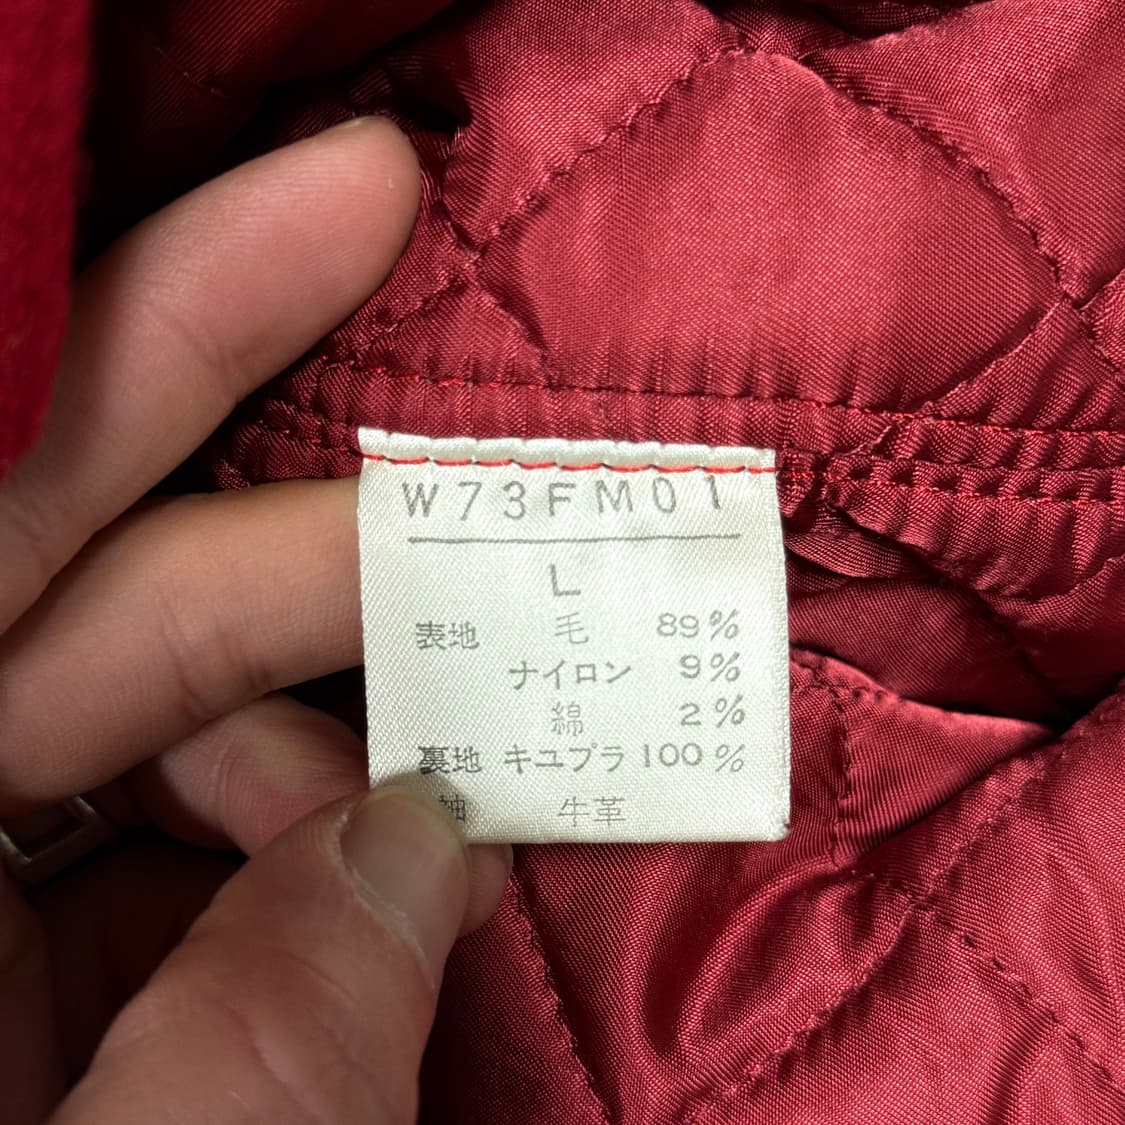 W73FM01
L
表地 毛 89%
ナイロン 9%
綿 2%
裏地 キュプラ 100%
袖 牛革